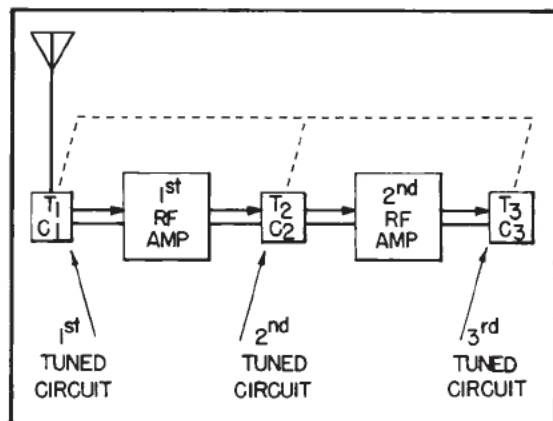 T1
C1
1st
RF
AMP
T2
C2
2nd
RF
AMP
T3
C3
1st
TUNED
CIRCUIT
2nd
TUNED
CIRCUIT
3rd
TUNED
CIRCUIT